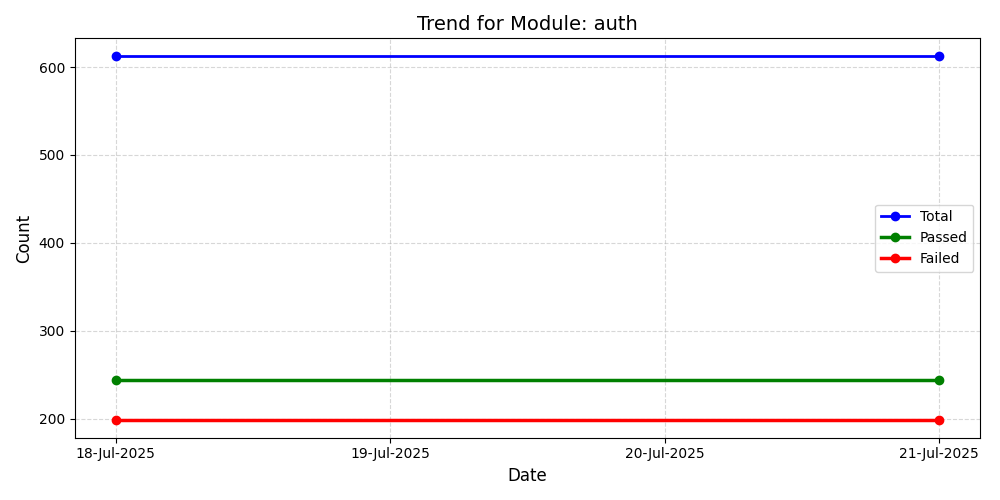 Trend for Module: auth
Count
600
500
400
300
200
Total
Passed
Failed
18-Jul-2025
19-Jul-2025
20-Jul-2025
21-Jul-2025
Date